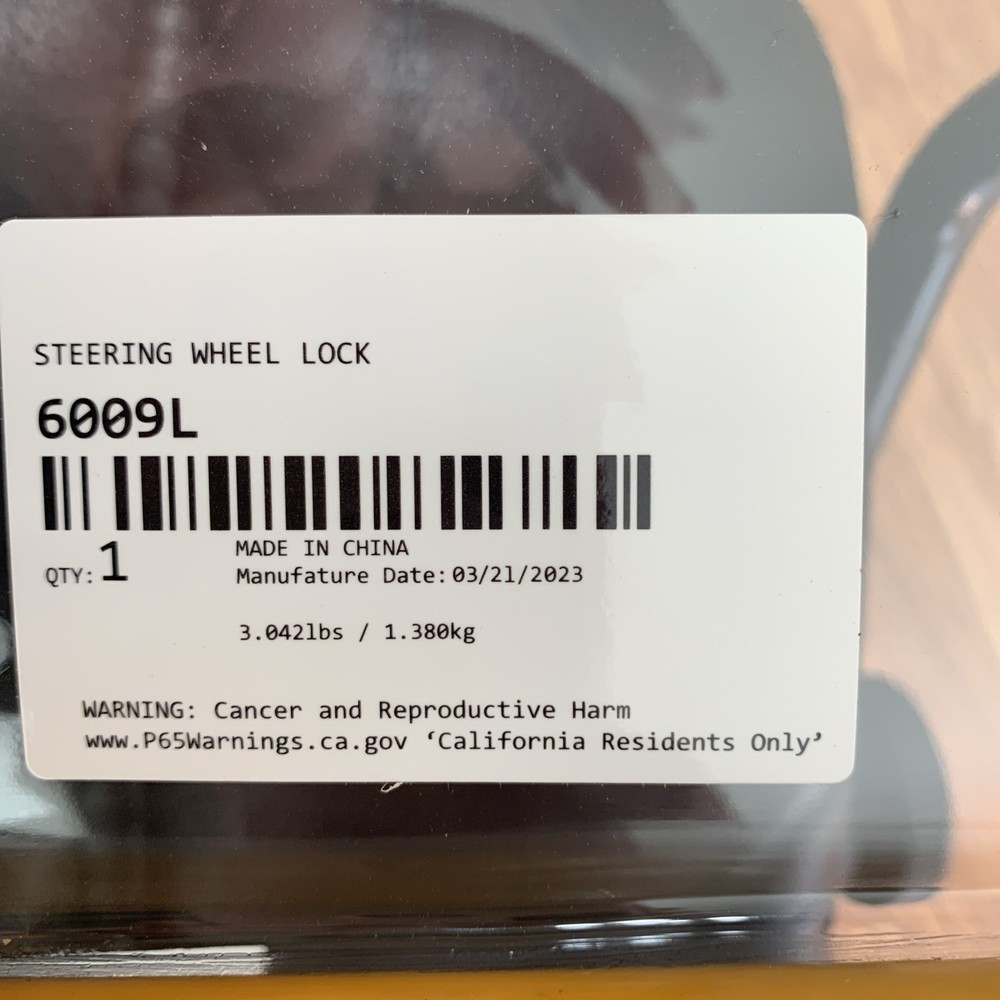 STEERING WHEEL LOCK
6009L
QTY: 1
MADE IN CHINA
Manufature Date: 03/21/2023
3.042lbs / 1.380kg
WARNING: Cancer and Reproductive Harm
www.P65Warnings.ca.gov ‘California Residents Only’